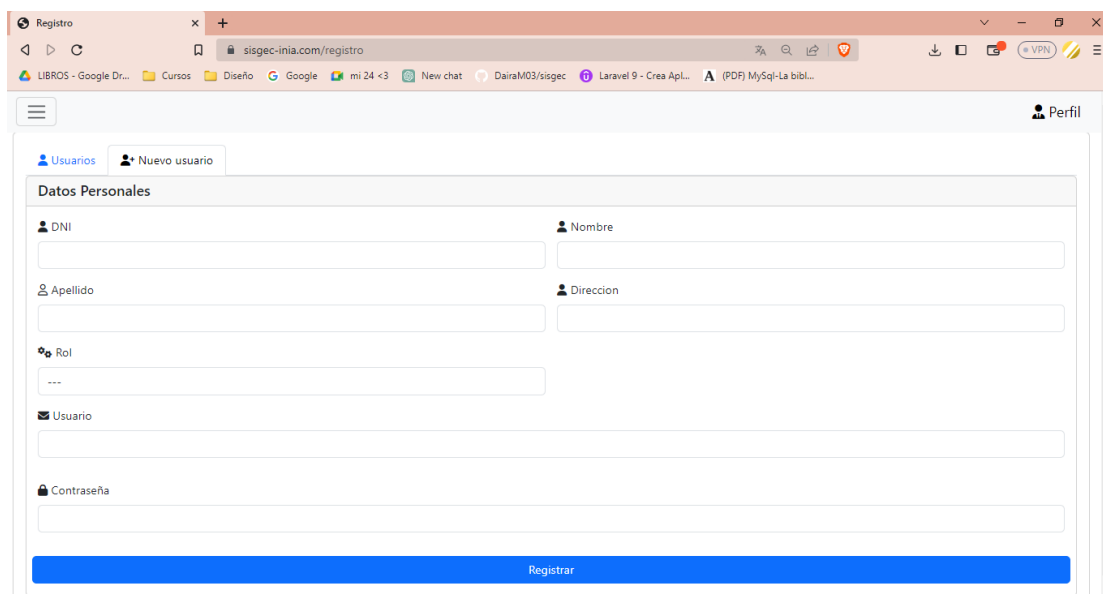 Registro
sisgec-inia.com/registro
VPN
LIBROS - Google Dr... Cursos Diseño G Google mi 24 <3 New chat DairaM03/sisgec Laravel 9 - Crea Apl... A (PDF) MySql-La bibl...
Perfil
Usuarios Nuevo usuario
Datos Personales
DNI Nombre
Apellido Direccion
Rol
---
Usuario
Contraseña
Registrar